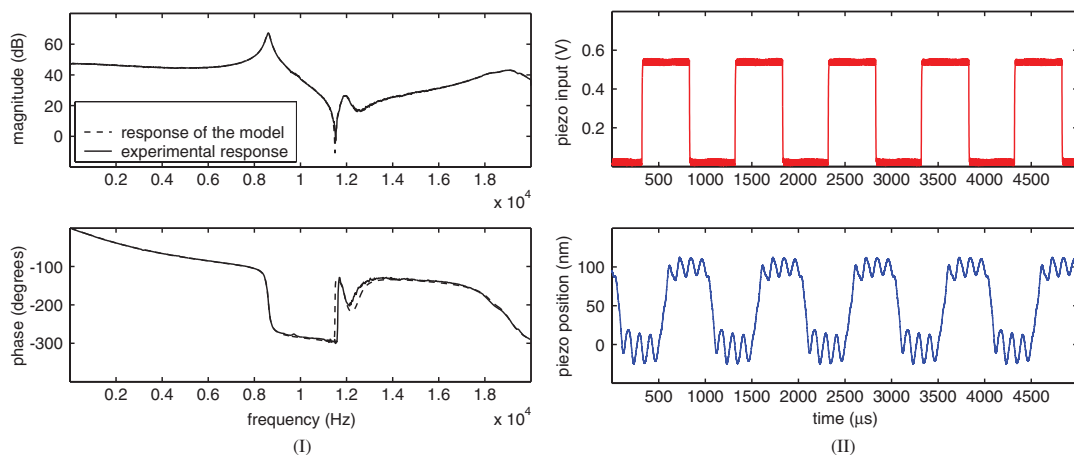 magnitude (dB)
60
40
20
0
response of the model
experimental response
0.2 0.4 0.6 0.8 1 1.2 1.4 1.6 1.8 2
x 10⁴
phase (degrees)
-100
-200
-300
0.2 0.4 0.6 0.8 1 1.2 1.4 1.6 1.8 2
x 10⁴
frequency (Hz)
(I)
piezo input (V)
0.6
0.4
0.2
500 1000 1500 2000 2500 3000 3500 4000 4500
piezo position (nm)
100
50
0
500 1000 1500 2000 2500 3000 3500 4000 4500
time (μs)
(II)